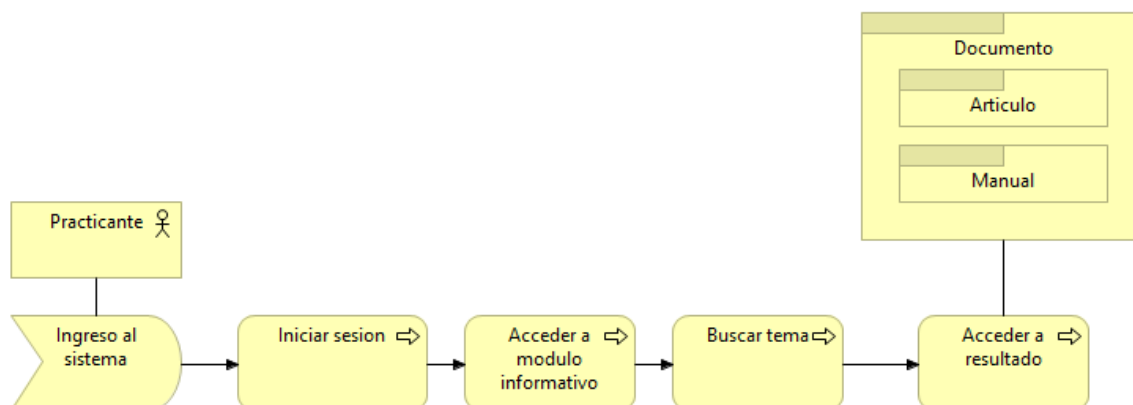 Documento
Articulo
Manual
Practicante
Ingreso al
sistema
Iniciar sesion
Acceder a
modulo
informativo
Buscar tema
Acceder a
resultado